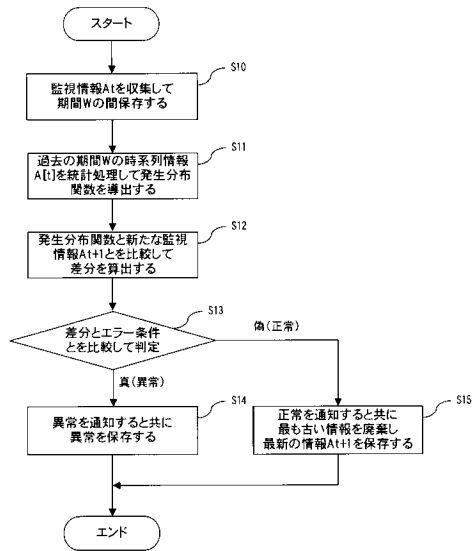 スタート
S10
監視情報Atを収集して
期間Wの間保存する
S11
過去の期間Wの時系列情報
A[t]を統計処理して発生分布
関数を導出する
S12
発生分布関数と新たな監視
情報At+1とを比較して
差分を算出する
S13
差分とエラー条件
とを比較して判定
偽(正常)
真(異常)
S14
異常を通知すると共に
異常を保存する
S15
正常を通知すると共に
最も古い情報を廃棄し
最新の情報At+1を保存する
エンド